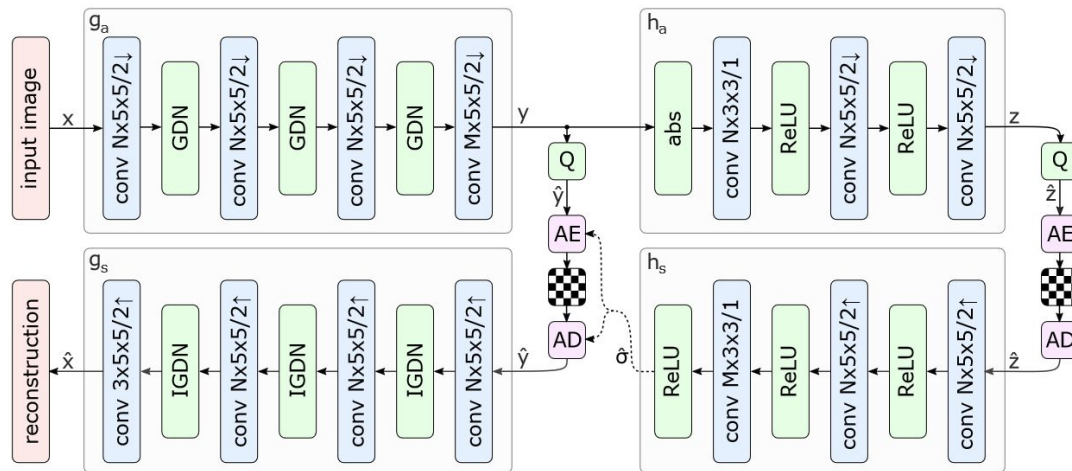 g_a
h_a
input image
x
conv Nx5x5/2↓
GDN
conv Nx5x5/2↓
GDN
conv Nx5x5/2↓
GDN
conv Mx5x5/2↓
y
abs
conv Nx3x3/1
ReLU
conv Nx5x5/2↓
ReLU
conv Nx5x5/2↓
z
Q
Q
ŷ
ẑ
AE
AE
AD
AD
g_s
h_s
reconstruction
x̂
conv 3x5x5/2↑
IGDN
conv Nx5x5/2↑
IGDN
conv Nx5x5/2↑
IGDN
conv Nx5x5/2↑
ŷ
σ̂
ReLU
conv Mx3x3/1
ReLU
conv Nx5x5/2↑
ReLU
conv Nx5x5/2↑
ẑ